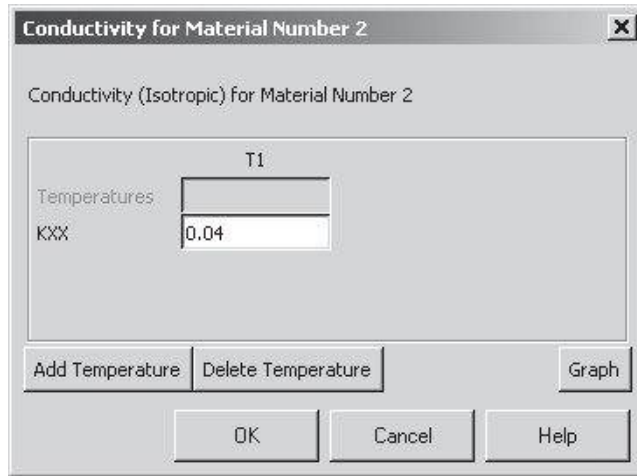 Conductivity for Material Number 2
Conductivity (Isotropic) for Material Number 2
T1
Temperatures
KXX 0.04
Add Temperature Delete Temperature Graph
OK Cancel Help